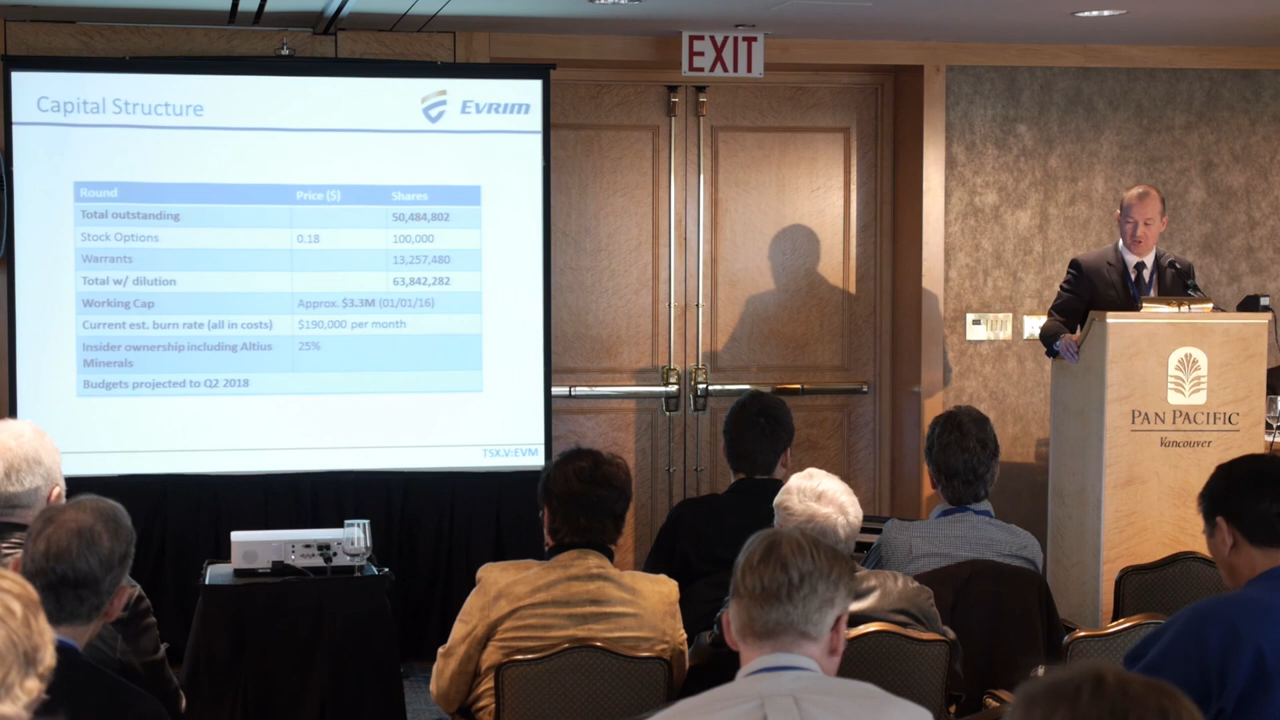 EXIT
Capital Structure
EVRIM
Round Price ($) Shares
Total outstanding 50,484,802
Stock Options 0.18 100,000
Warrants 13,257,480
Total w/ dilution 63,842,282
Working Cap Approx. $3.3M (01/01/16)
Current est. burn rate (all in costs) $190,000 per month
Insider ownership including Altius 25%
Minerals
Budgets projected to Q2 2018
TSX.V:EVM
PAN PACIFIC
Vancouver